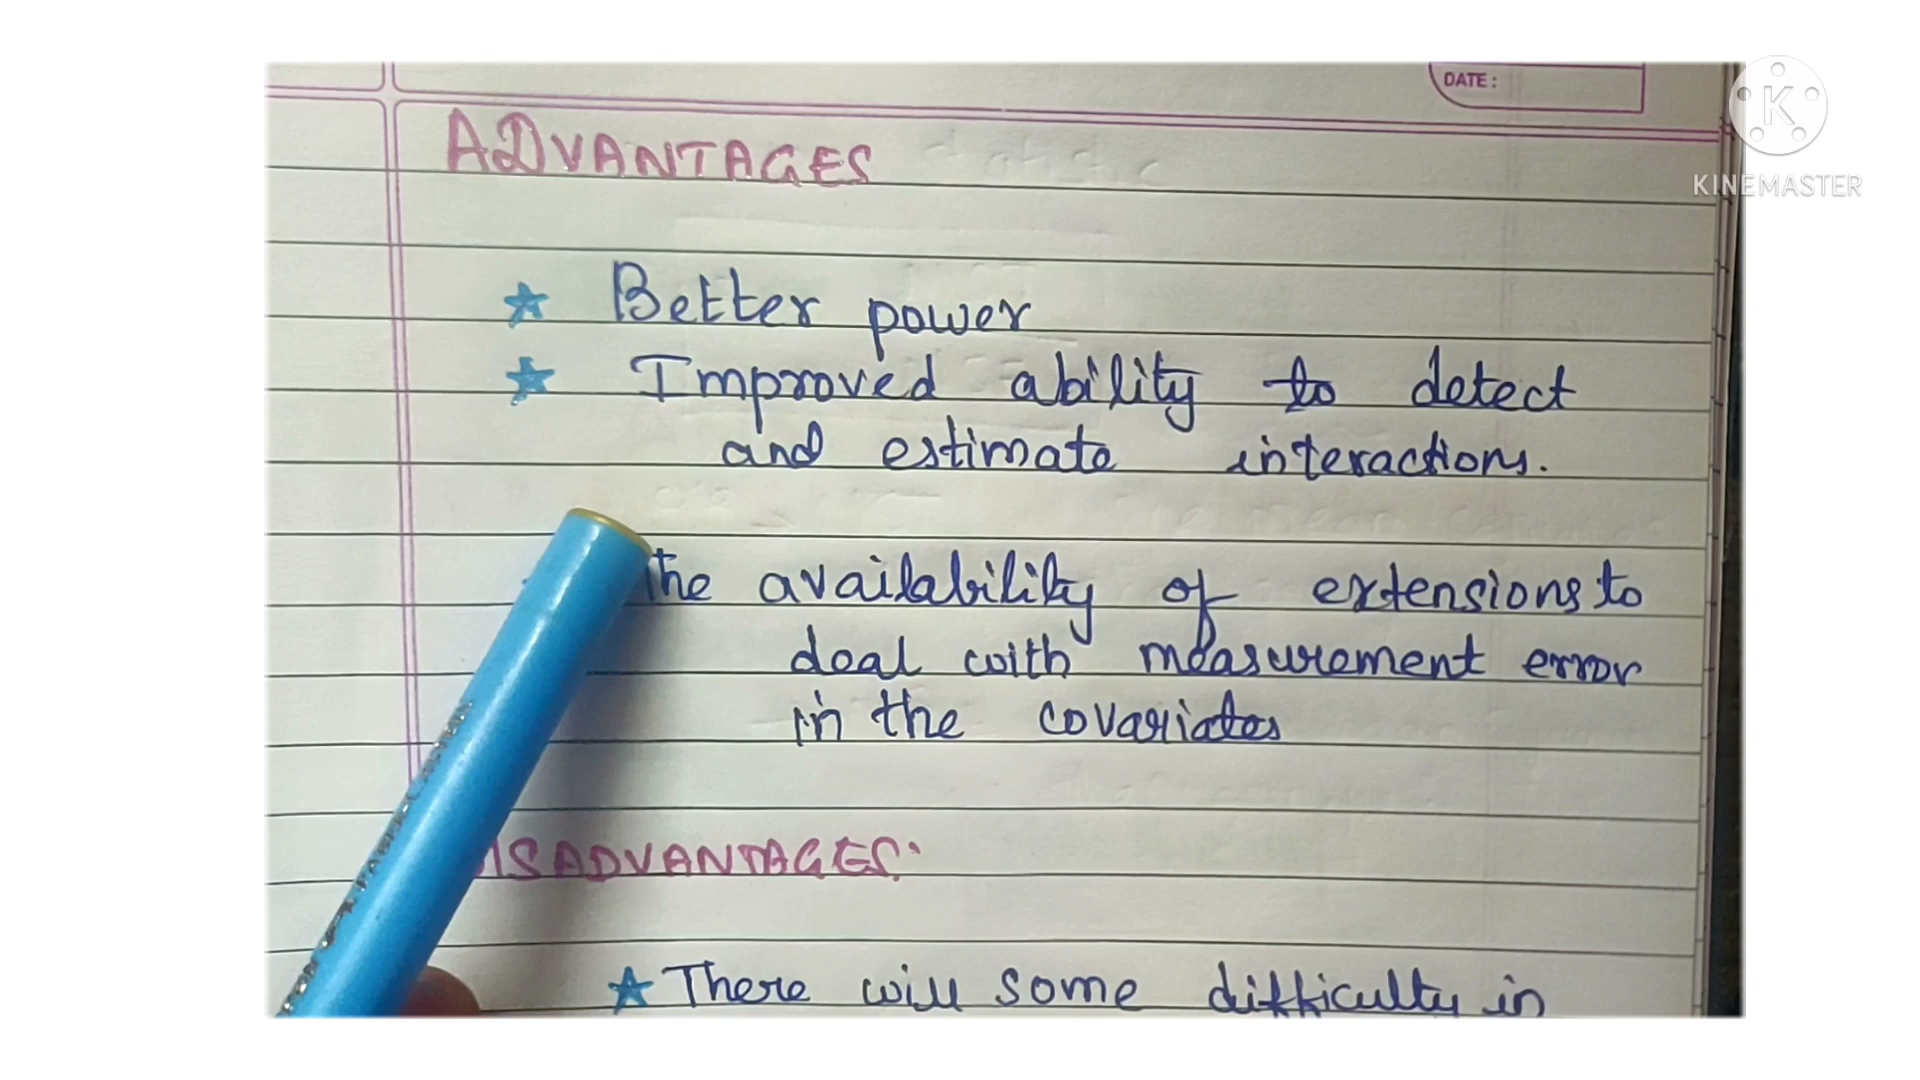 DATE :
K
KINEMASTER
ADVANTAGES
Better power
Improved ability to detect
and estimate interactions.
the availability of extensions to
deal with measurement error
in the covariates
ISADVANTAGES:
There will some difficulty in